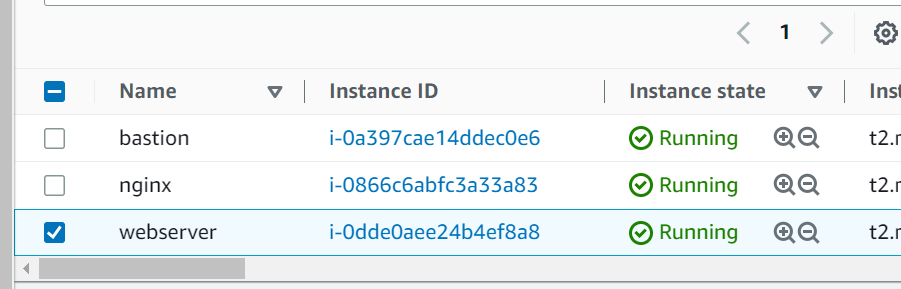 1
Name Instance ID Instance state Inst
bastion i-0a397cae14ddec0e6 Running t2.
nginx i-0866c6abfc3a33a83 Running t2.
webserver i-0dde0aee24b4ef8a8 Running t2.